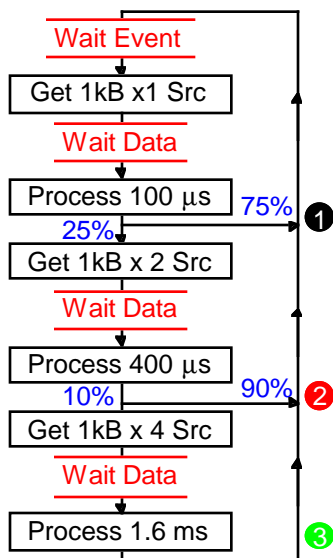 Wait Event
Get 1kB x1 Src
Wait Data
Process 100 μs
75%
1
25%
Get 1kB x 2 Src
Wait Data
Process 400 μs
10%
90%
2
Get 1kB x 4 Src
Wait Data
Process 1.6 ms
3